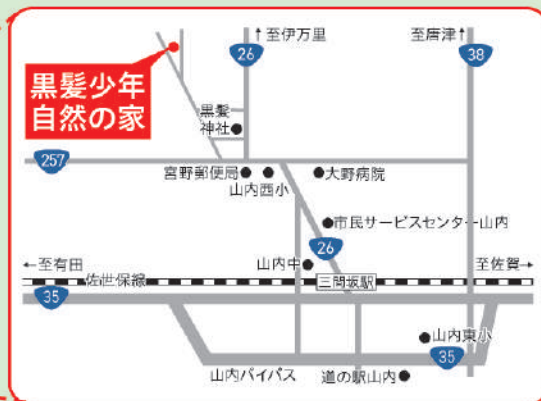 ↑至伊万里
至唐津↑
26
38
黒髪少年
自然の家
黒髪
神社
257
宮野郵便局
山内西小
大野病院
市民サービスセンター山内
26
山内中
←至有田
至佐賀→
佐世保線
三間坂駅
35
山内東小
35
山内バイパス
道の駅山内